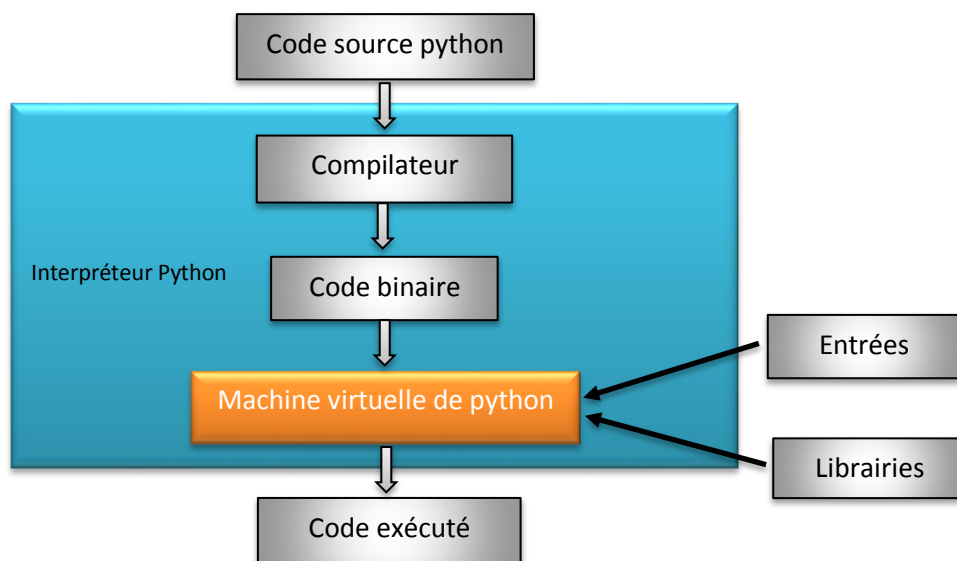 Code source python
Compilateur
Interpréteur Python
Code binaire
Entrées
Machine virtuelle de python
Librairies
Code exécuté